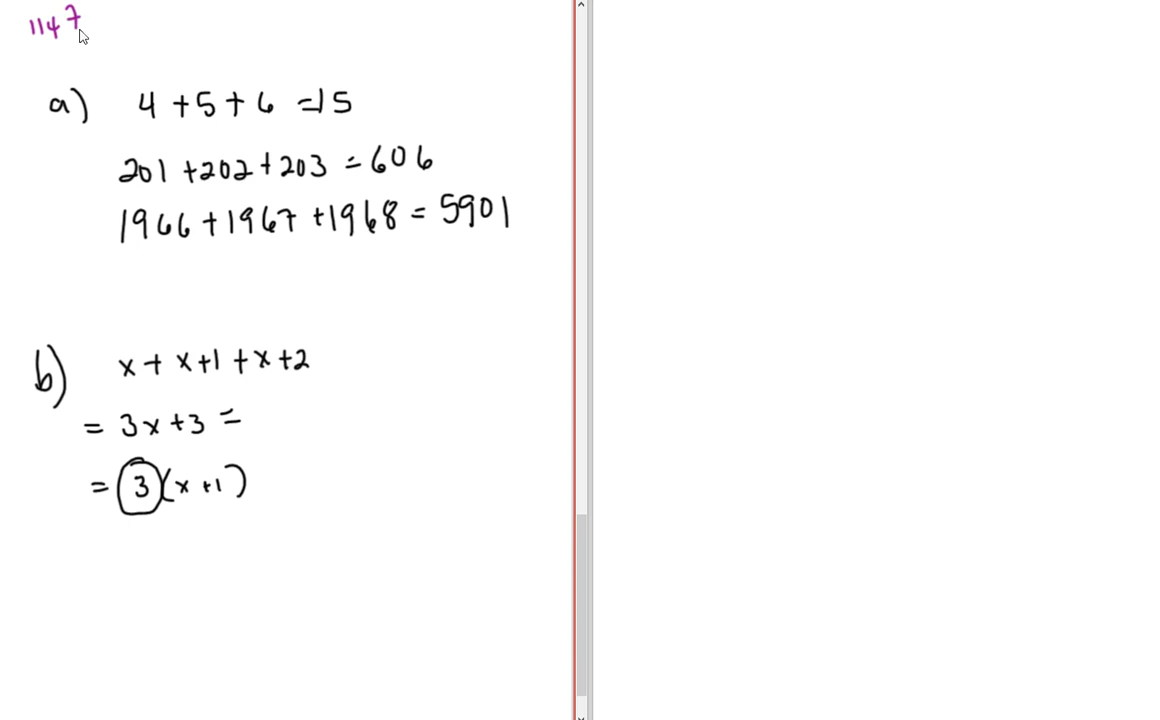 1147
a) 4 + 5 + 6 = 15
201 + 202 + 203 = 606
1966 + 1967 + 1968 = 5901
b) x + x + 1 + x + 2
= 3x + 3 =
= 3(x + 1)